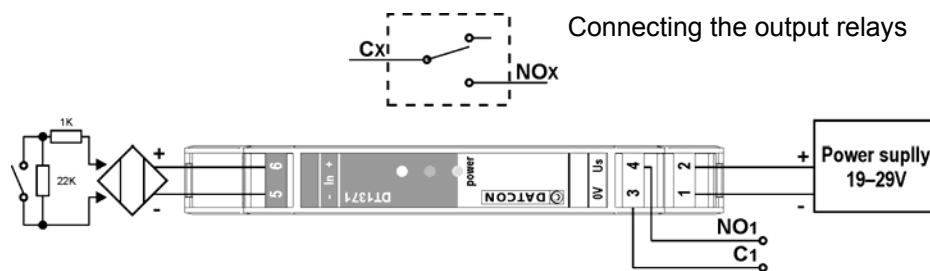 Connecting the output relays
Cx
NOx
1K
22K
+
-
6
5
- In +
DT1371
power
© DATCON
0V Us
4
3
2
1
+
-
Power suplly
19–29V
NO1
C1